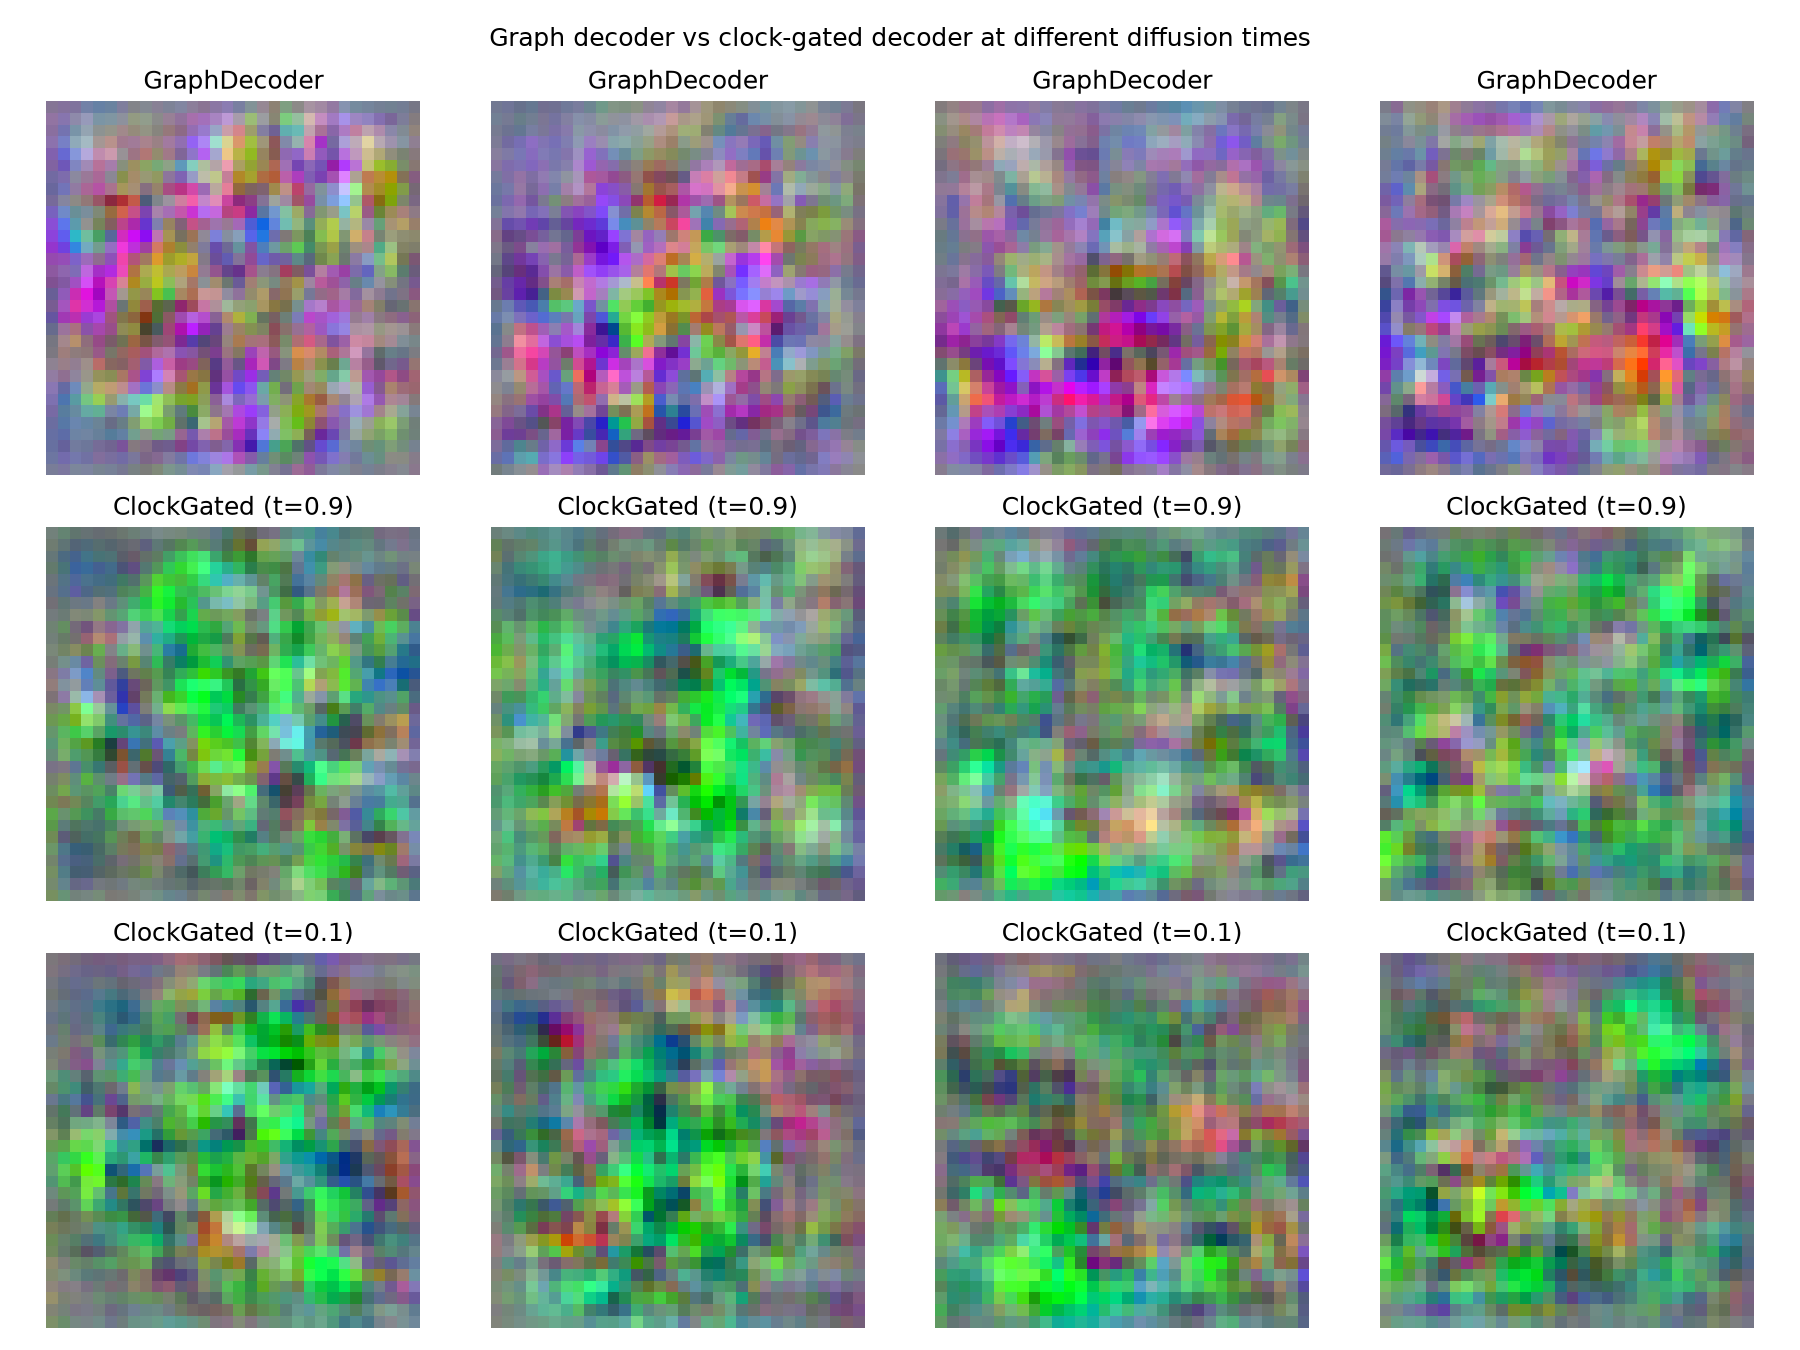 Graph decoder vs clock-gated decoder at different diffusion times
GraphDecoder GraphDecoder GraphDecoder GraphDecoder
ClockGated (t=0.9) ClockGated (t=0.9) ClockGated (t=0.9) ClockGated (t=0.9)
ClockGated (t=0.1) ClockGated (t=0.1) ClockGated (t=0.1) ClockGated (t=0.1)